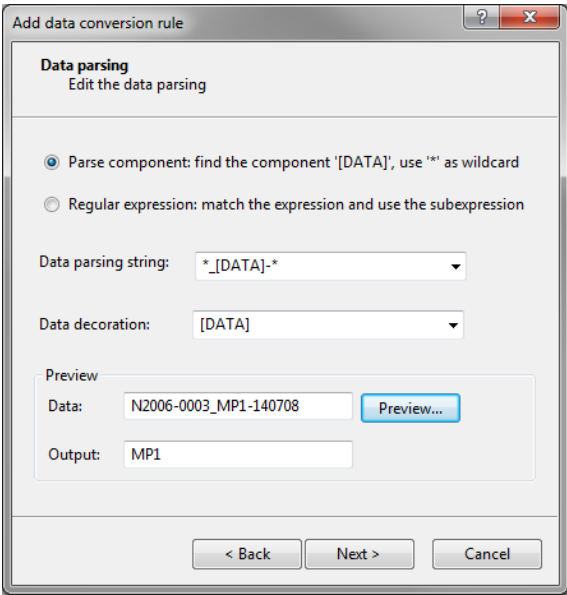 Add data conversion rule
Data parsing
Edit the data parsing
Parse component: find the component '[DATA]', use '*' as wildcard
Regular expression: match the expression and use the subexpression
Data parsing string: *_[DATA]-*
Data decoration: [DATA]
Preview
Data: N2006-0003_MP1-140708 Preview...
Output: MP1
< Back Next > Cancel